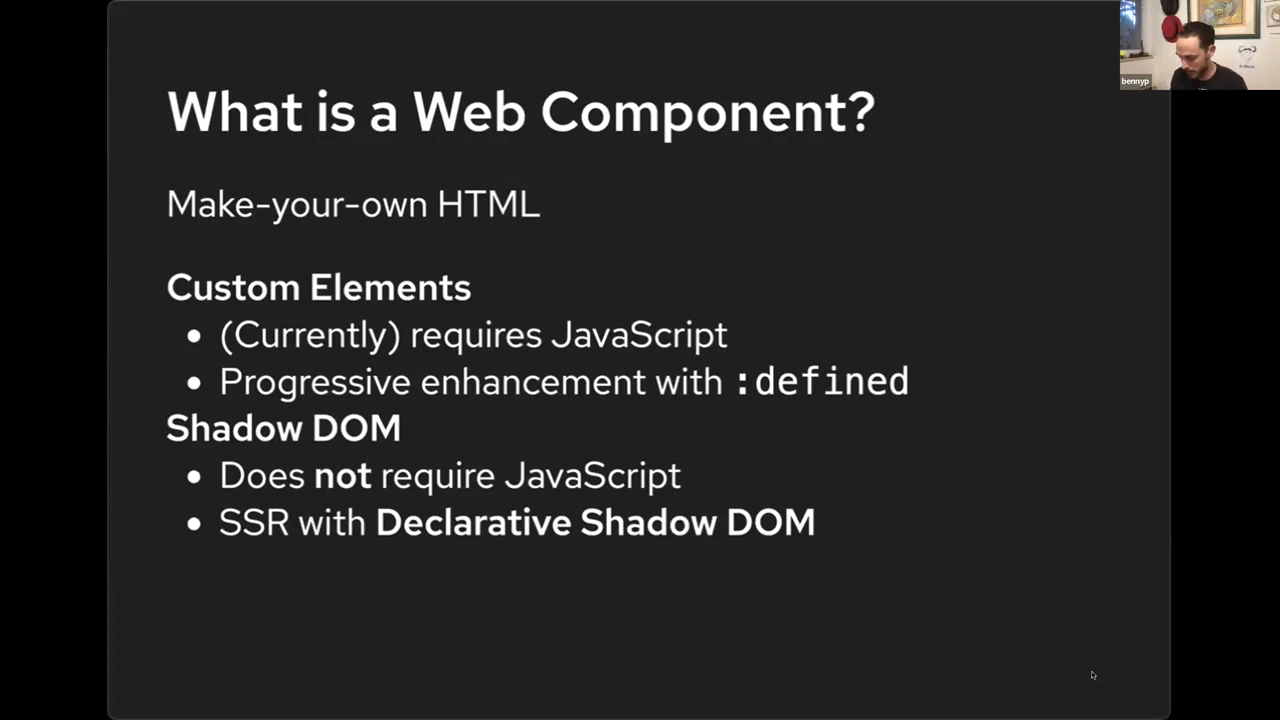 What is a Web Component?
Make-your-own HTML
Custom Elements
• (Currently) requires JavaScript
• Progressive enhancement with :defined
Shadow DOM
• Does not require JavaScript
• SSR with Declarative Shadow DOM
bennyp